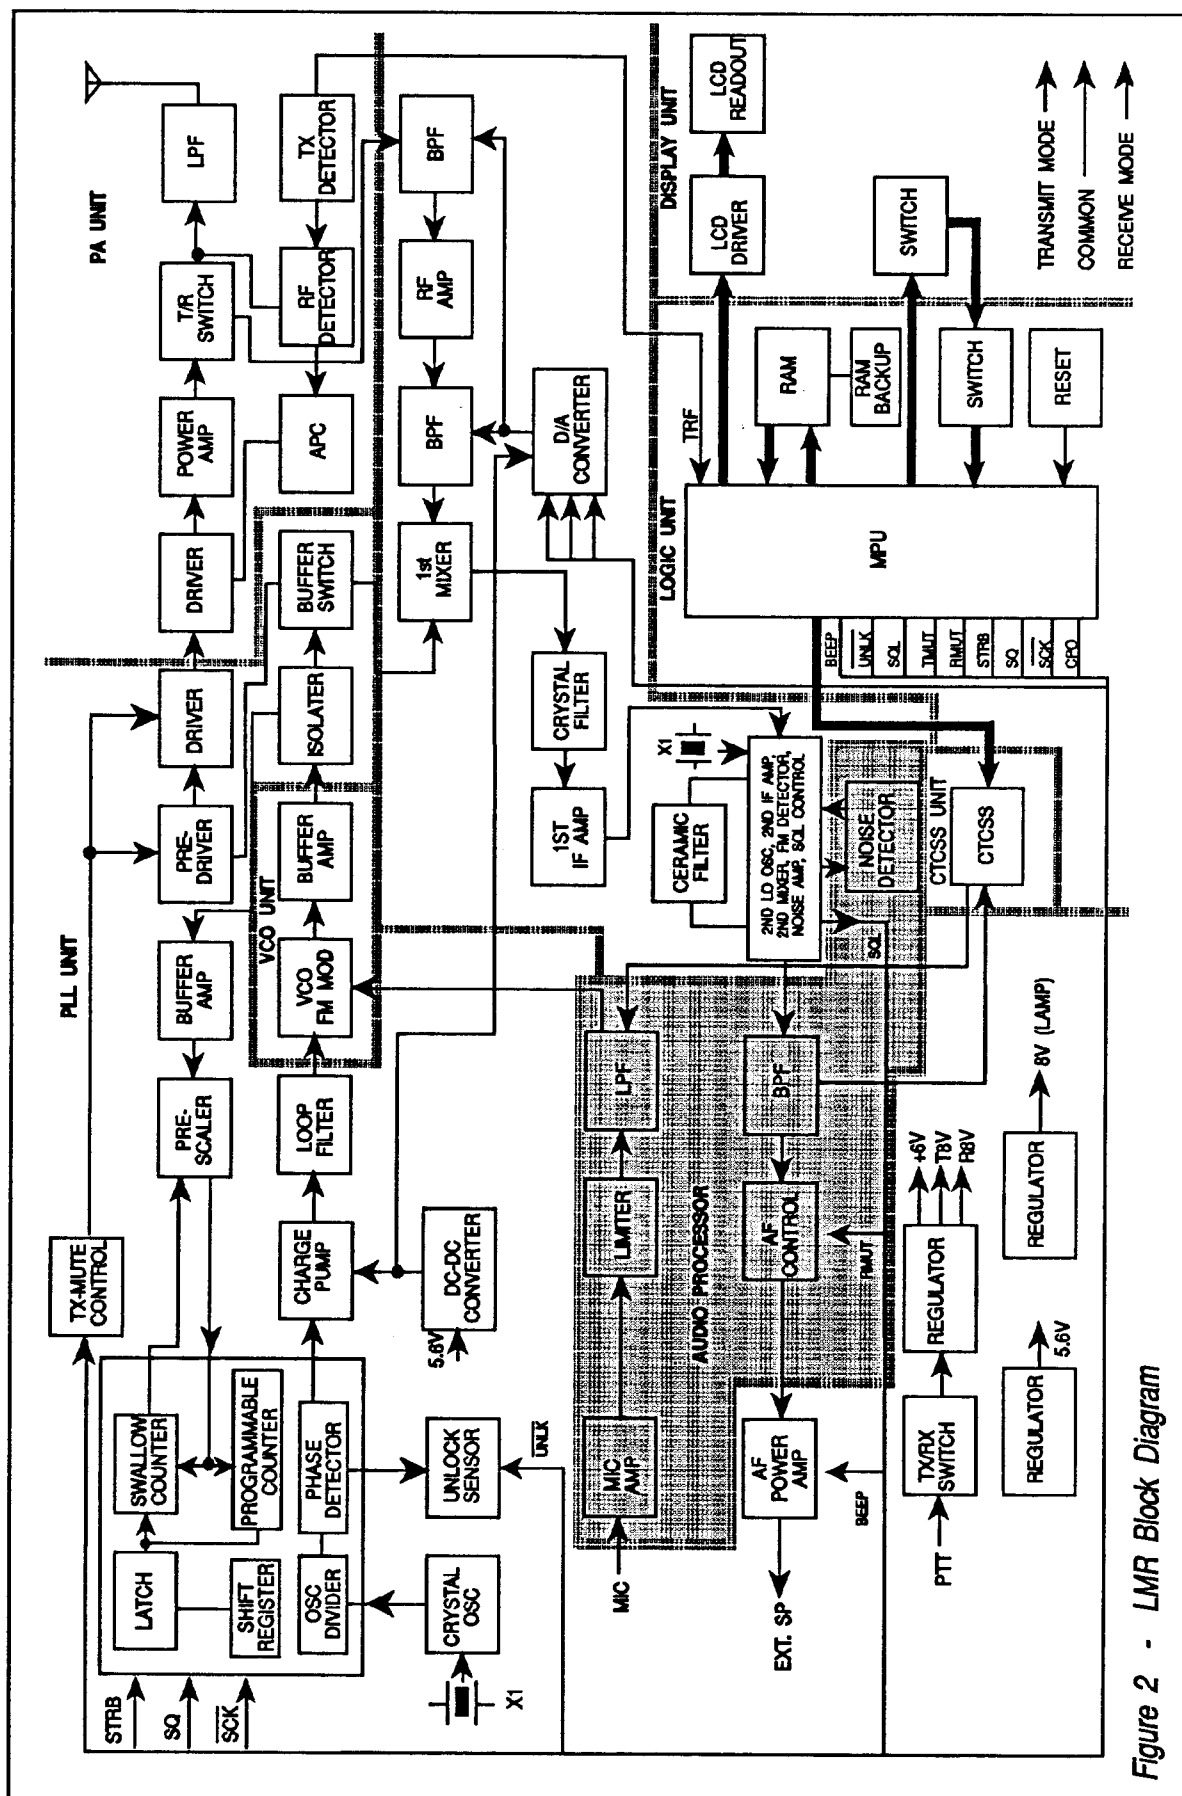 PLL UNIT
PA UNIT
TX-MUTE
CONTROL
STRB
SQ
SCK
LATCH
SHIFT
REGISTER
SWALLOW
COUNTER
PROGRAMMABLE
COUNTER
OSC
DIVIDER
PHASE
DETECTOR
PRE-
SCALER
BUFFER
AMP
PRE-
DRIVER
DRIVER
DRIVER
POWER
AMP
T/R
SWITCH
LPF
CHARGE
PUMP
LOOP
FILTER
VCO UNIT
VCO
FM MOD
BUFFER
AMP
ISOLATER
BUFFER
SWITCH
APC
RF
DETECTOR
TX
DETECTOR
X1
CRYSTAL
OSC
UNLOCK
SENSOR
UNLK
5.6V
DC-DC
CONVERTER
1st
MIXER
BPF
RF
AMP
BPF
D/A
CONVERTER
CRYSTAL
FILTER
1ST
IF AMP
MIC
MIC
AMP
LIMITER
LPF
AUDIO PROCESSOR
EXT. SP
AF
POWER
AMP
BEEP
AF
CONTROL
RMUT
BPF
SQL
CERAMIC
FILTER
X1
2ND LO OSC, 2ND IF AMP,
2ND MIXER, FM DETECTOR,
NOISE AMP, SQL CONTROL
NOISE
DETECTOR
CTCSS UNIT
CTCSS
LOGIC UNIT
TRF
MPU
BEEP
UNLK
SQL
TMUT
RMUT
STRB
SQ
SCK
CPO
RAM
RAM
BACKUP
SWITCH
RESET
DISPLAY UNIT
LCD
DRIVER
LCD
READOUT
SWITCH
PTT
TX/RX
SWITCH
REGULATOR
+6V
T8V
R8V
REGULATOR
5.6V
REGULATOR
8V (LAMP)
TRANSMIT MODE
COMMON
RECEIVE MODE
Figure 2 - LMR Block Diagram